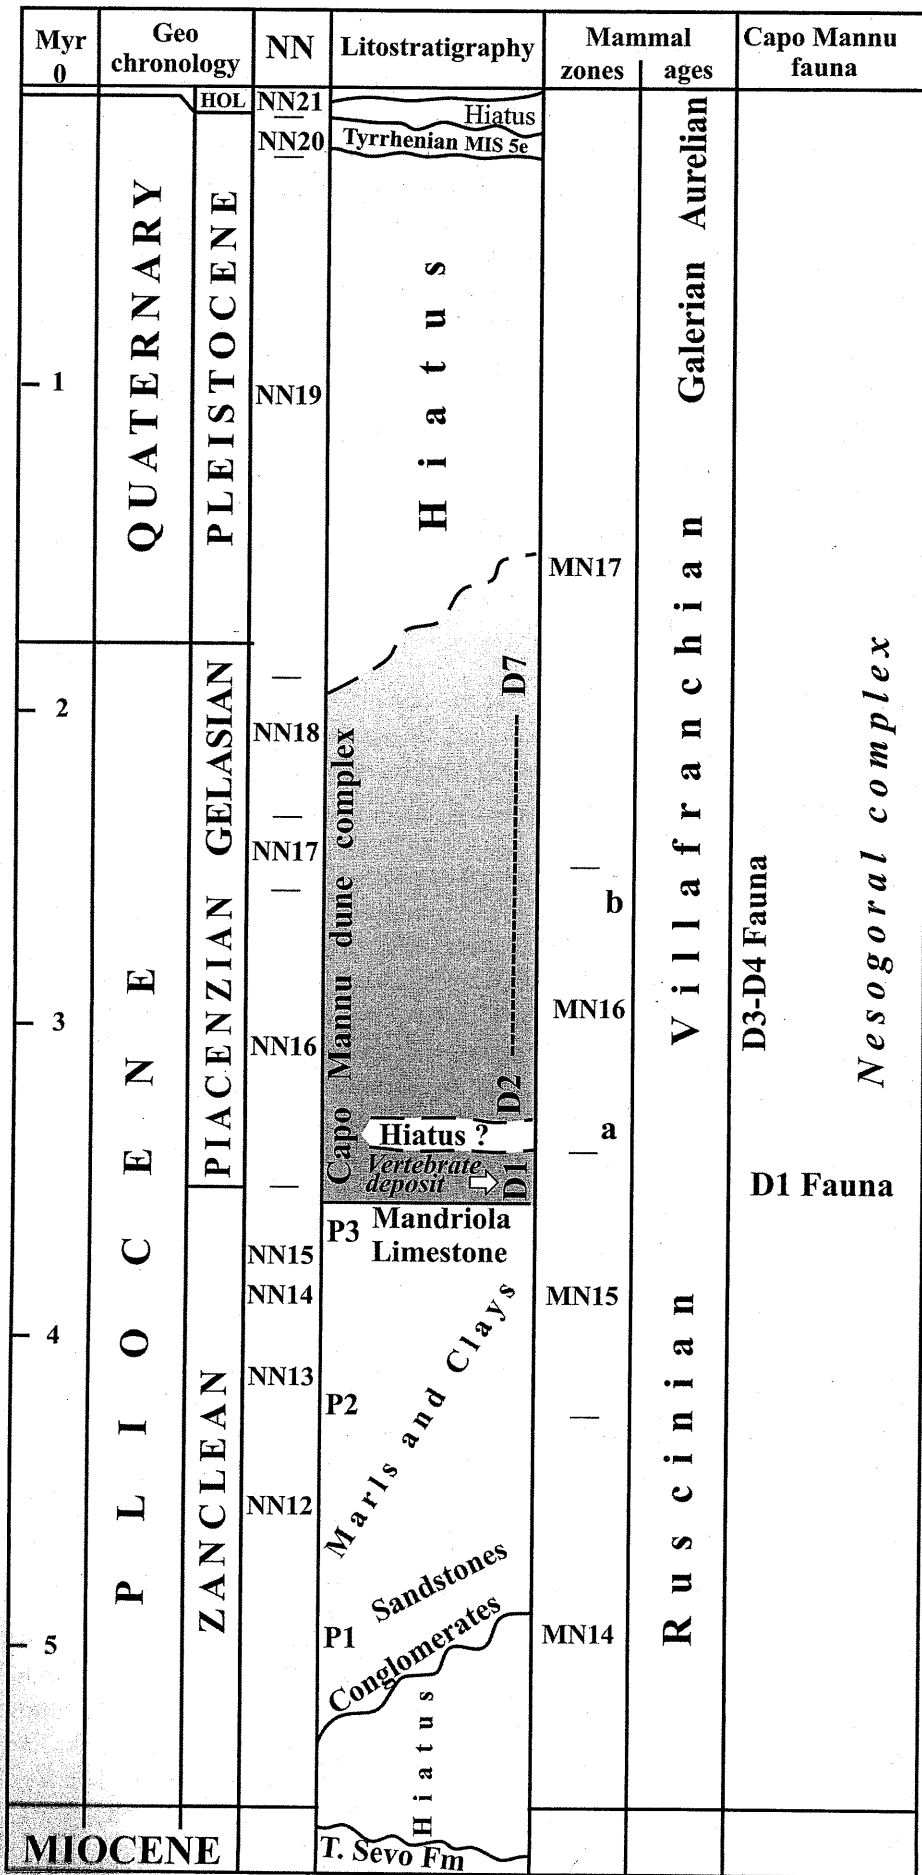 Myr
0
Geo
chronology
NN
Litostratigraphy
Mammal
zones
ages
Capo Mannu
fauna
HOL
NN21
Hiatus
NN20
Tyrrhenian MIS 5e
Aurelian
Galerian
QUATERNARY
PLEISTOCENE
1
NN19
Hiatus
MN17
Villafranchian
2
GELASIAN
NN18
D7
Nesogoral complex
NN17
Capo Mannu dune complex
b
D3-D4 Fauna
PLIOCENE
PIACENZIAN
3
NN16
MN16
D2
a
Hiatus ?
Vertebrate
deposit
D1
D1 Fauna
P3
Mandriola
Limestone
NN15
NN14
MN15
4
Marls and Clays
Ruscinian
NN13
P2
ZANCLEAN
NN12
Sandstones
5
P1
Conglomerates
MN14
Hiatus
MIOCENE
T. Sevo Fm